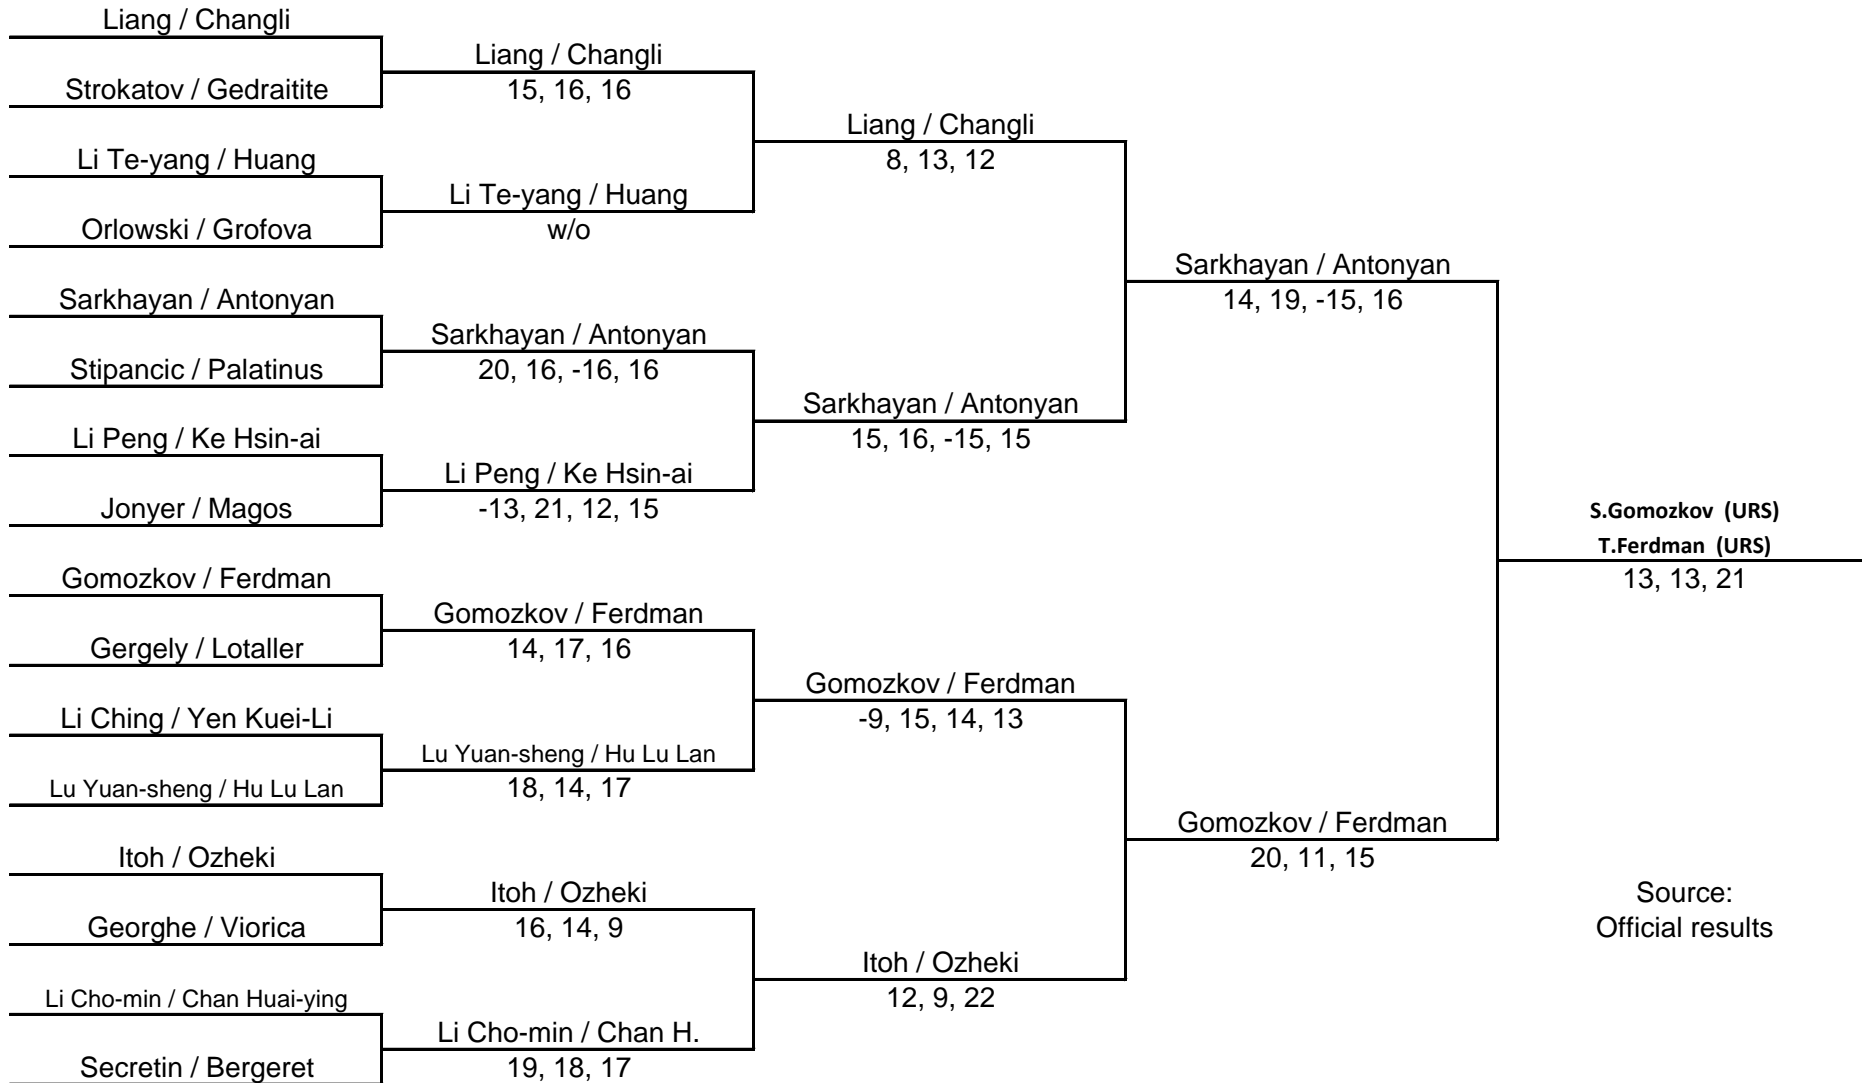 Liang / Changli
Strokatov / Gedraitite
Li Te-yang / Huang
Orlowski / Grofova
Sarkhayan / Antonyan
Stipancic / Palatinus
Li Peng / Ke Hsin-ai
Jonyer / Magos
Gomozkov / Ferdman
Gergely / Lotaller
Li Ching / Yen Kuei-Li
Lu Yuan-sheng / Hu Lu Lan
Itoh / Ozheki
Georghe / Viorica
Li Cho-min / Chan Huai-ying
Secretin / Bergeret
Liang / Changli
15, 16, 16
Li Te-yang / Huang
w/o
Sarkhayan / Antonyan
20, 16, -16, 16
Li Peng / Ke Hsin-ai
-13, 21, 12, 15
Gomozkov / Ferdman
14, 17, 16
Lu Yuan-sheng / Hu Lu Lan
18, 14, 17
Itoh / Ozheki
16, 14, 9
Li Cho-min / Chan H.
19, 18, 17
Liang / Changli
8, 13, 12
Sarkhayan / Antonyan
15, 16, -15, 15
Gomozkov / Ferdman
-9, 15, 14, 13
Itoh / Ozheki
12, 9, 22
Sarkhayan / Antonyan
14, 19, -15, 16
Gomozkov / Ferdman
20, 11, 15
S.Gomozkov (URS)
T.Ferdman (URS)
13, 13, 21
Source:
Official results